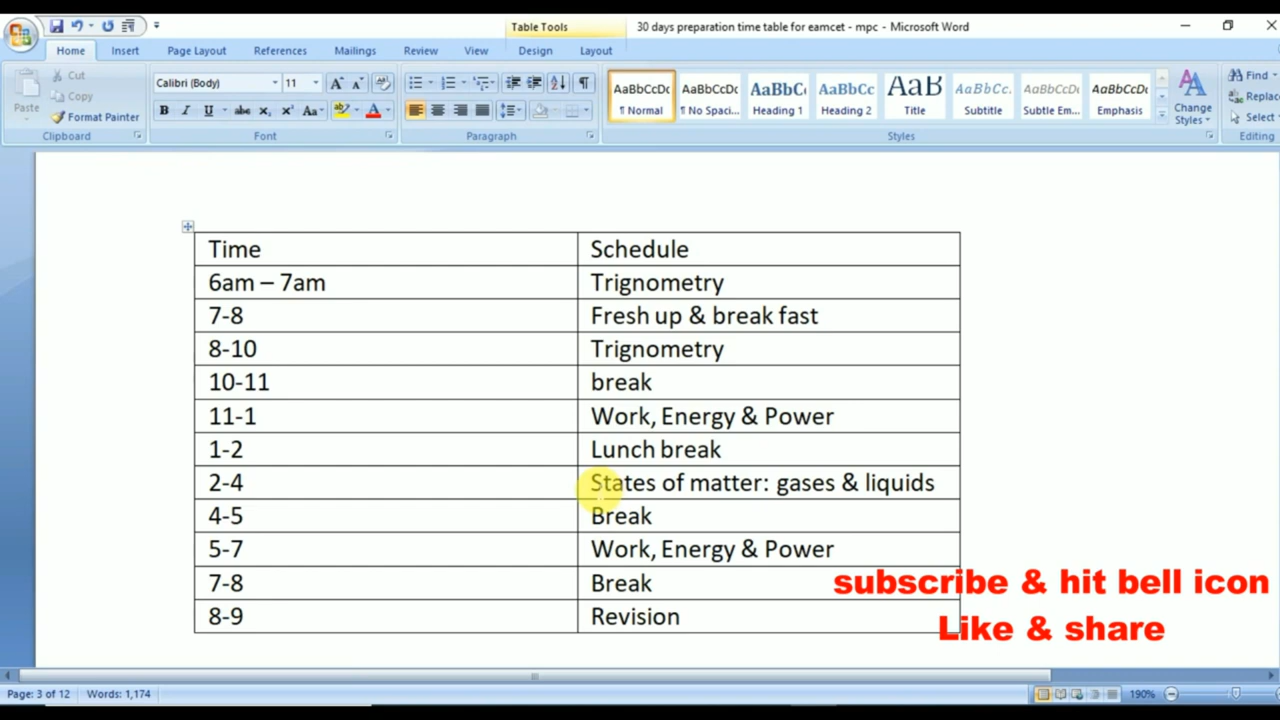 Table Tools
30 days preparation time table for eamcet - mpc - Microsoft Word
Home Insert Page Layout References Mailings Review View Design Layout
Cut
Copy
Format Painter
Paste
Clipboard
Calibri (Body) 11
Font
Paragraph
AaBbCcDc AaBbCcDc AaBbC AaBbCc AaB AaBbCc. AaBbCcDc AaBbCcDc
¶ Normal ¶ No Spaci... Heading 1 Heading 2 Title Subtitle Subtle Em... Emphasis
Change Styles
Styles
Find
Replac
Select
Editing
Time Schedule
6am – 7am Trignometry
7-8 Fresh up & break fast
8-10 Trignometry
10-11 break
11-1 Work, Energy & Power
1-2 Lunch break
2-4 States of matter: gases & liquids
4-5 Break
5-7 Work, Energy & Power
7-8 Break
8-9 Revision
subscribe & hit bell icon
Like & share
Page: 3 of 12 Words: 1,174 190%